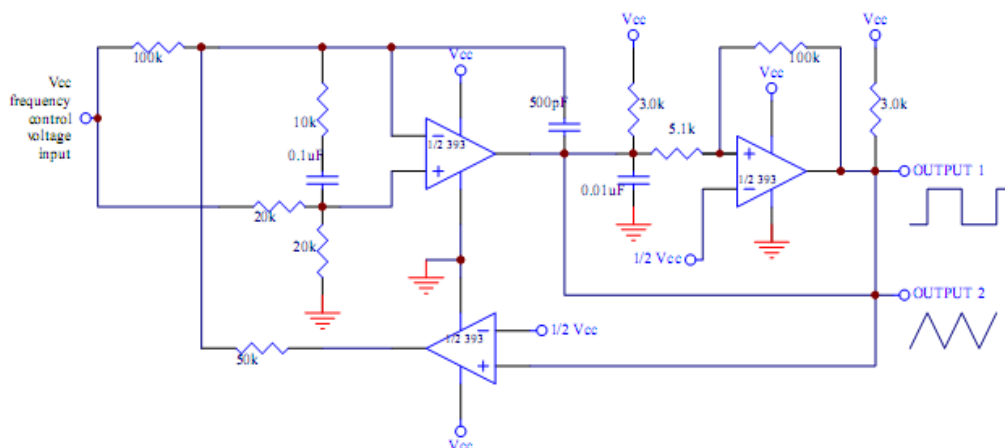 Vcc
Vcc
100k
100k
Vcc
Vcc
Vcc
frequency
control
voltage
input
500pF
3.0k
3.0k
10k
5.1k
0.1uF
1/2 393
1/2 393
OUTPUT 1
0.01uF
20k
20k
1/2 Vcc
OUTPUT 2
1/2 393
1/2 Vcc
50k
Vcc